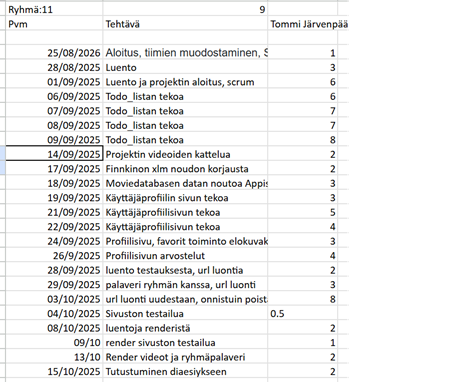 Ryhmä:11 9
Pvm Tehtävä Tommi Järvenpää
25/08/2026 Aloitus, tiimien muodostaminen, S 1
28/08/2025 Luento 3
01/09/2025 Luento ja projektin aloitus, scrum 6
06/09/2025 Todo_listan tekoa 6
07/09/2025 Todo_listan tekoa 7
08/09/2025 Todo_listan tekoa 7
09/09/2025 Todo_listan tekoa 8
14/09/2025 Projektin videoiden kattelua 2
17/09/2025 Finnkinon xlm noudon korjausta 2
18/09/2025 Moviedatabasen datan noutoa Appis 3
19/09/2025 Käyttäjäprofiilin sivun tekoa 3
21/09/2025 Käyttäjäprofiilisivun tekoa 5
22/09/2025 Käyttäjäprofiilisivun tekoa 4
24/09/2025 Profiilisivu, favorit toiminto elokuvak 3
26/9/2025 Profiilisivun arvostelut 4
28/09/2025 luento testauksesta, url luontia 2
29/09/2025 palaveri ryhmän kanssa, url luonti 3
03/10/2025 url luonti uudestaan, onnistuin poist 8
04/10/2025 Sivuston testailua 0.5
08/10/2025 luentoja renderistä 2
09/10 render sivuston testailua 1
13/10 Render videot ja ryhmäpalaveri 2
15/10/2025 Tutustuminen diaesiykseen 2